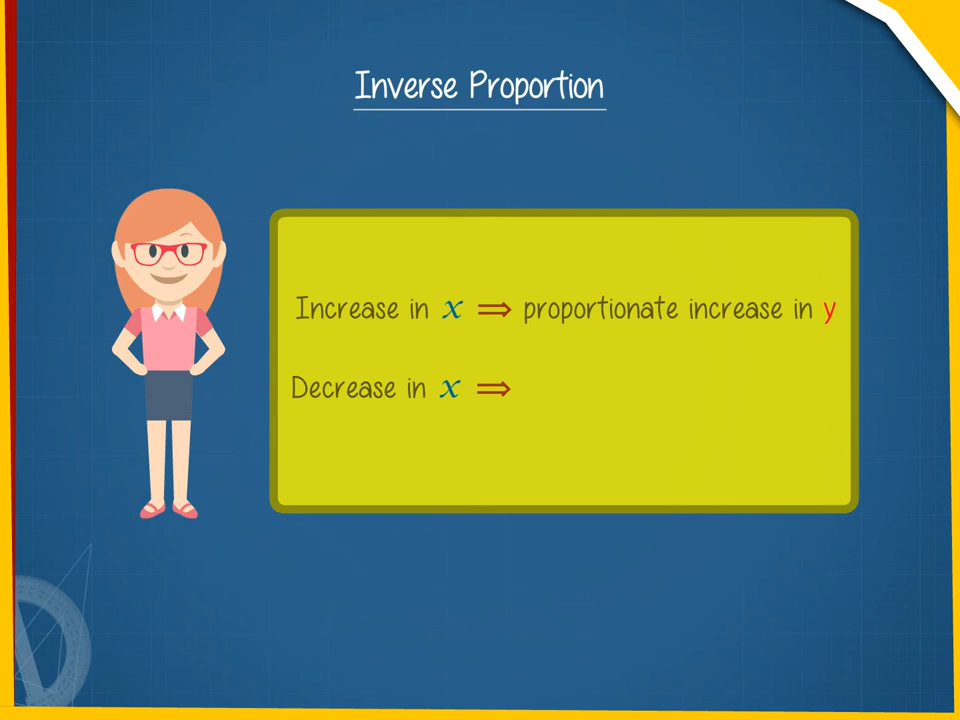 Inverse Proportion
Increase in x ⇒ proportionate increase in y
Decrease in x ⇒